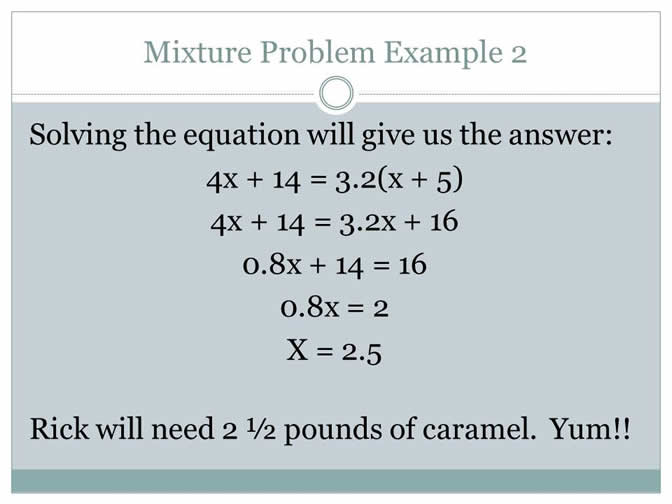 Mixture Problem Example 2
Solving the equation will give us the answer:
4x + 14 = 3.2(x + 5)
4x + 14 = 3.2x + 16
0.8x + 14 = 16
0.8x = 2
X = 2.5
Rick will need 2 ½ pounds of caramel.  Yum!!